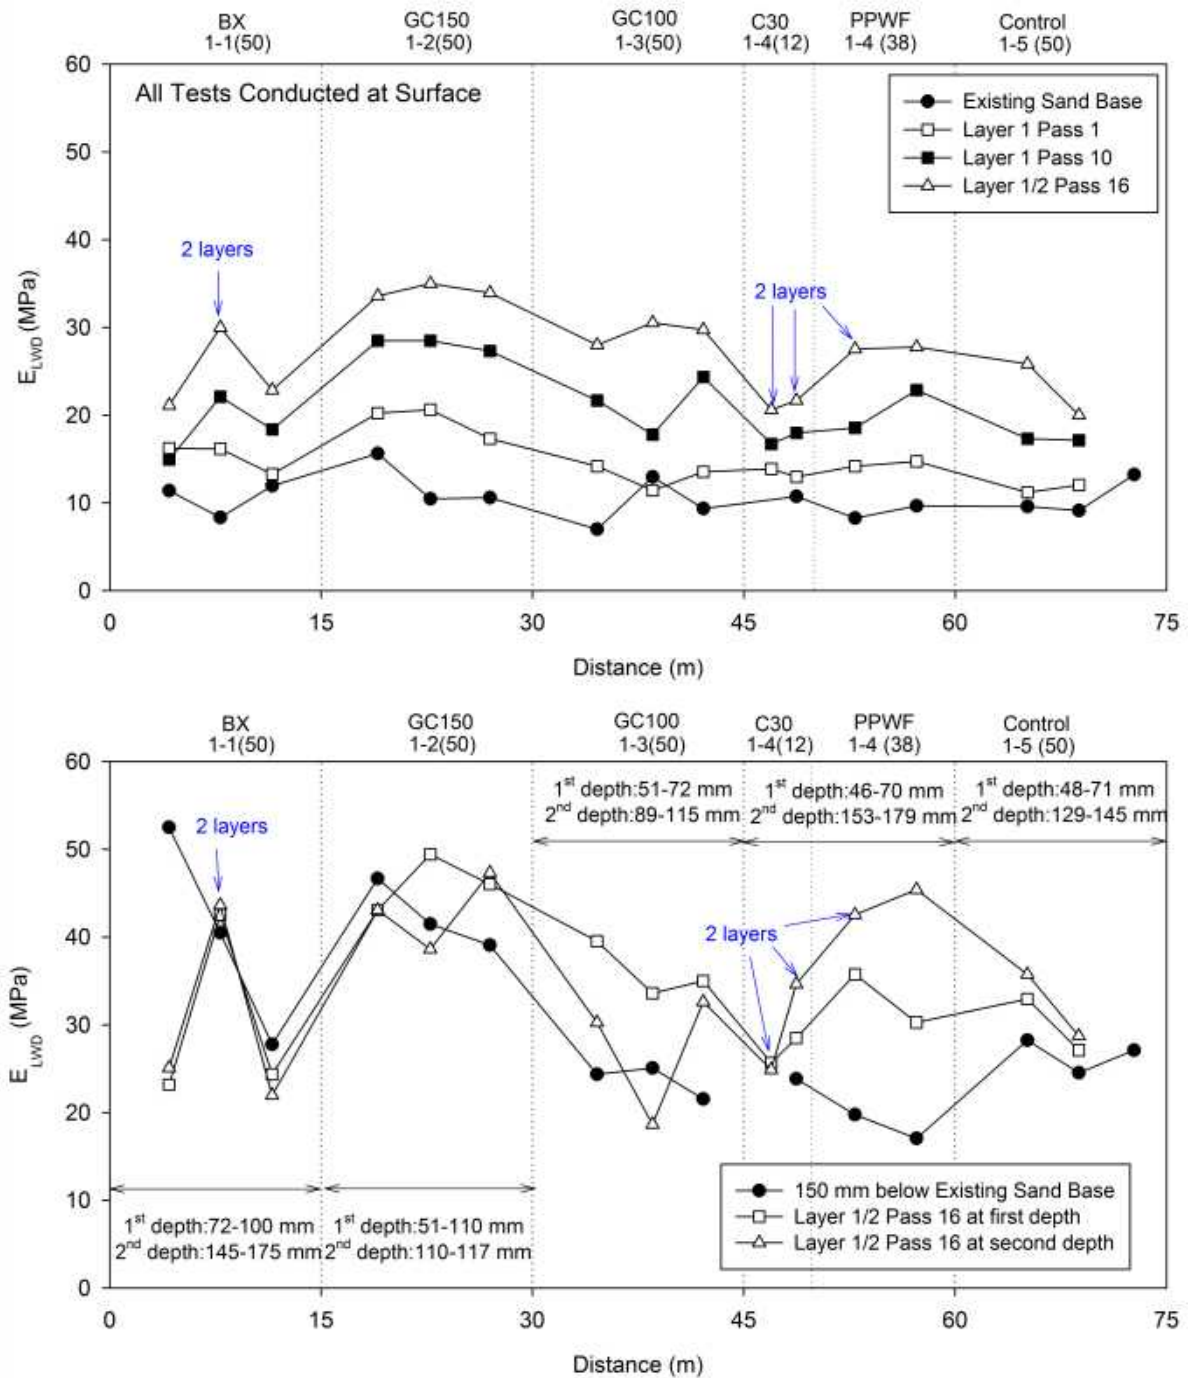 BX GC150 GC100 C30 PPWF Control
1-1(50) 1-2(50) 1-3(50) 1-4(12) 1-4 (38) 1-5 (50)
60
All Tests Conducted at Surface
Existing Sand Base
Layer 1 Pass 1
Layer 1 Pass 10
Layer 1/2 Pass 16
50
40
2 layers
2 layers
30
20
10
0
E_LWD (MPa)
0 15 30 45 60 75
Distance (m)
BX GC150 GC100 C30 PPWF Control
1-1(50) 1-2(50) 1-3(50) 1-4(12) 1-4 (38) 1-5 (50)
60
1st depth:51-72 mm 1st depth:46-70 mm 1st depth:48-71 mm
2nd depth:89-115 mm 2nd depth:153-179 mm 2nd depth:129-145 mm
2 layers
50
40
2 layers
30
20
10
0
E_LWD (MPa)
150 mm below Existing Sand Base
Layer 1/2 Pass 16 at first depth
Layer 1/2 Pass 16 at second depth
1st depth:72-100 mm 1st depth:51-110 mm
2nd depth:145-175 mm 2nd depth:110-117 mm
0 15 30 45 60 75
Distance (m)